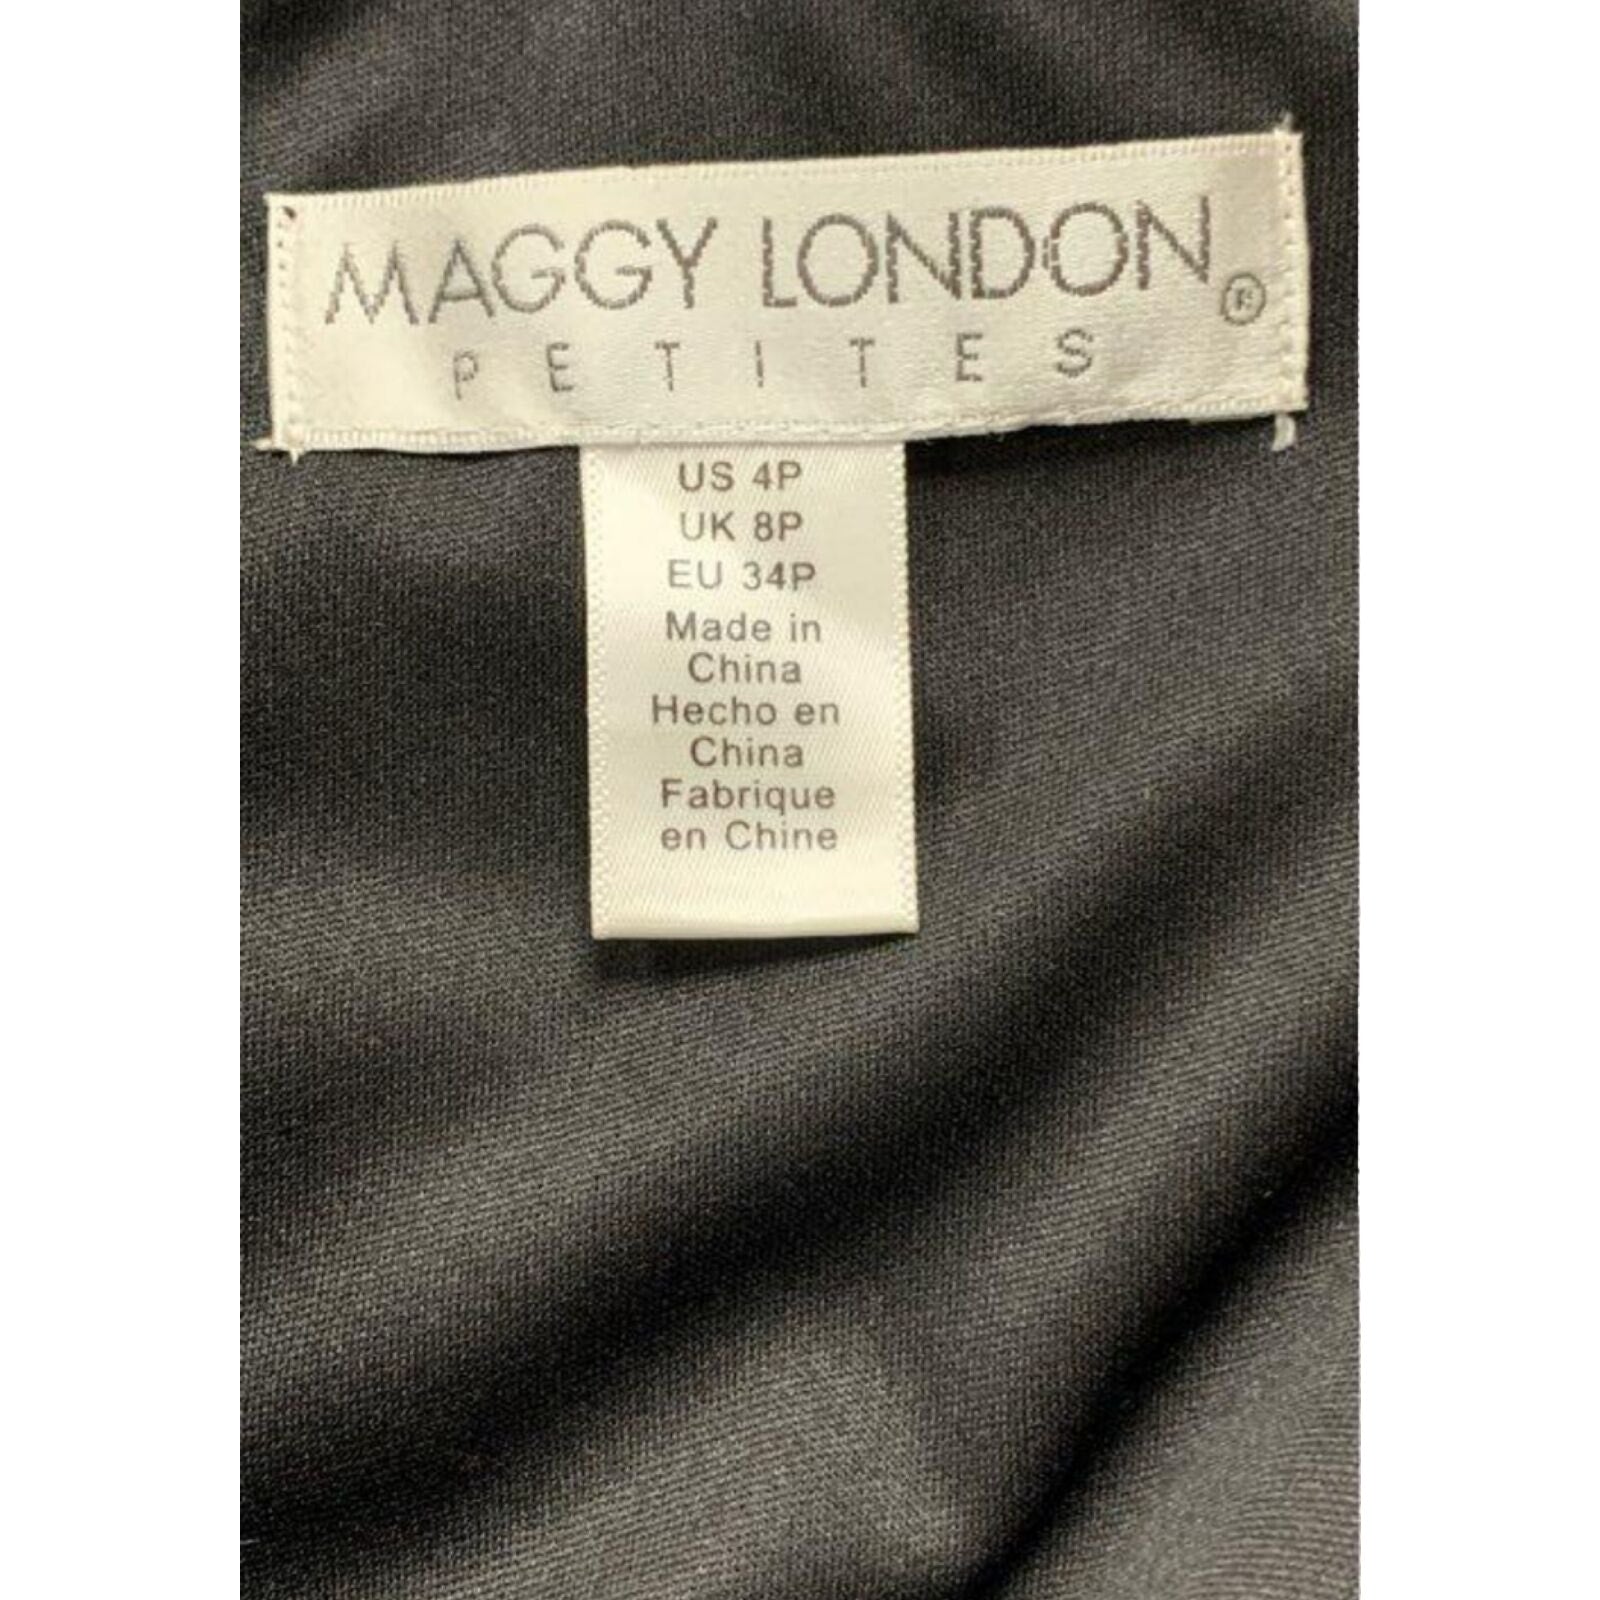 MAGGY LONDON®
PETITES
US 4P
UK 8P
EU 34P
Made in
China
Hecho en
China
Fabrique
en Chine